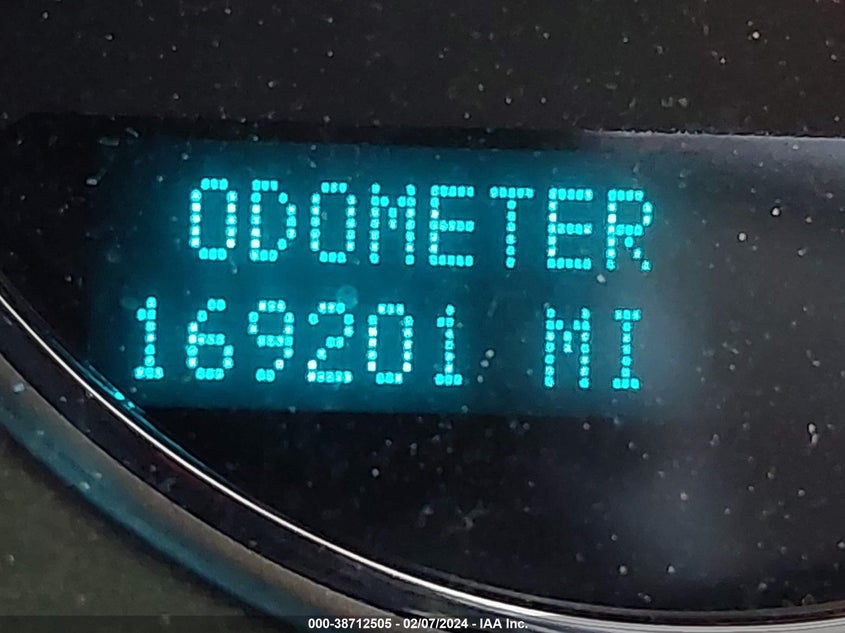 ODOMETER
169201 MI
000-38712505 - 02/07/2024 - IAA Inc.